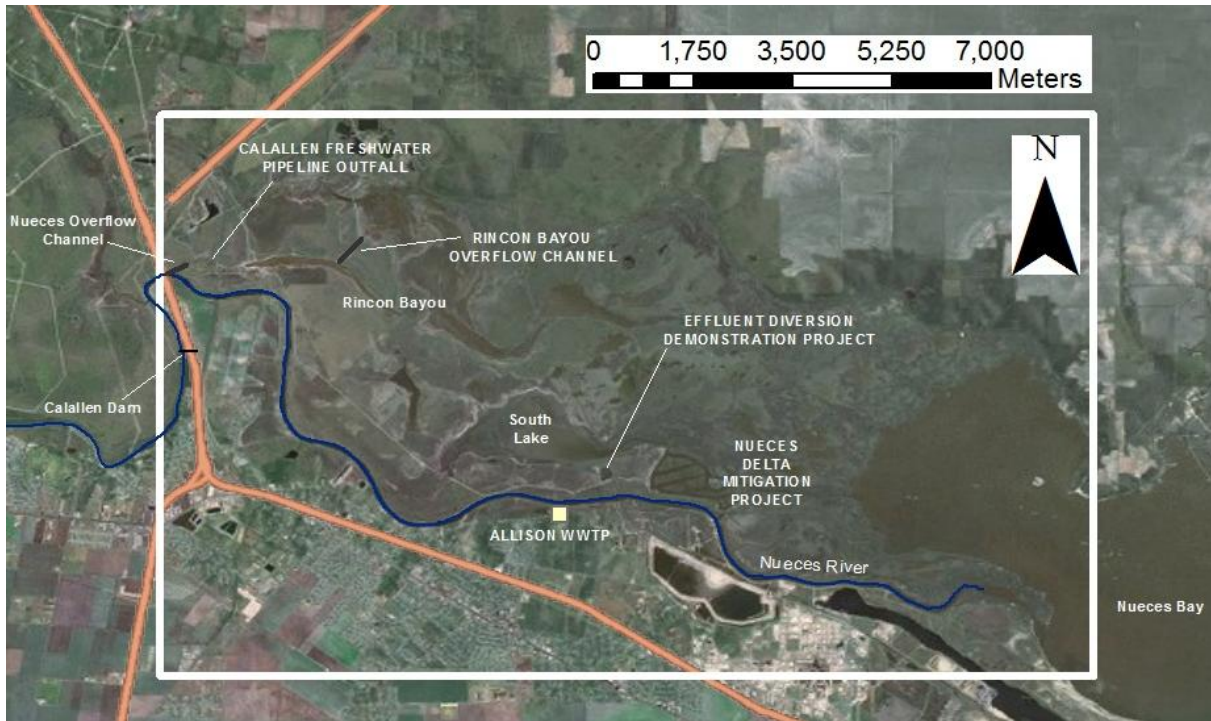 0 1,750 3,500 5,250 7,000
Meters
N
CALALLEN FRESHWATER
PIPELINE OUTFALL
Nueces Overflow
Channel
RINCON BAYOU
OVERFLOW CHANNEL
Rincon Bayou
EFFLUENT DIVERSION
DEMONSTRATION PROJECT
Calallen Dam
South
Lake
NUECES
DELTA
MITIGATION
PROJECT
ALLISON WWTP
Nueces River
Nueces Bay